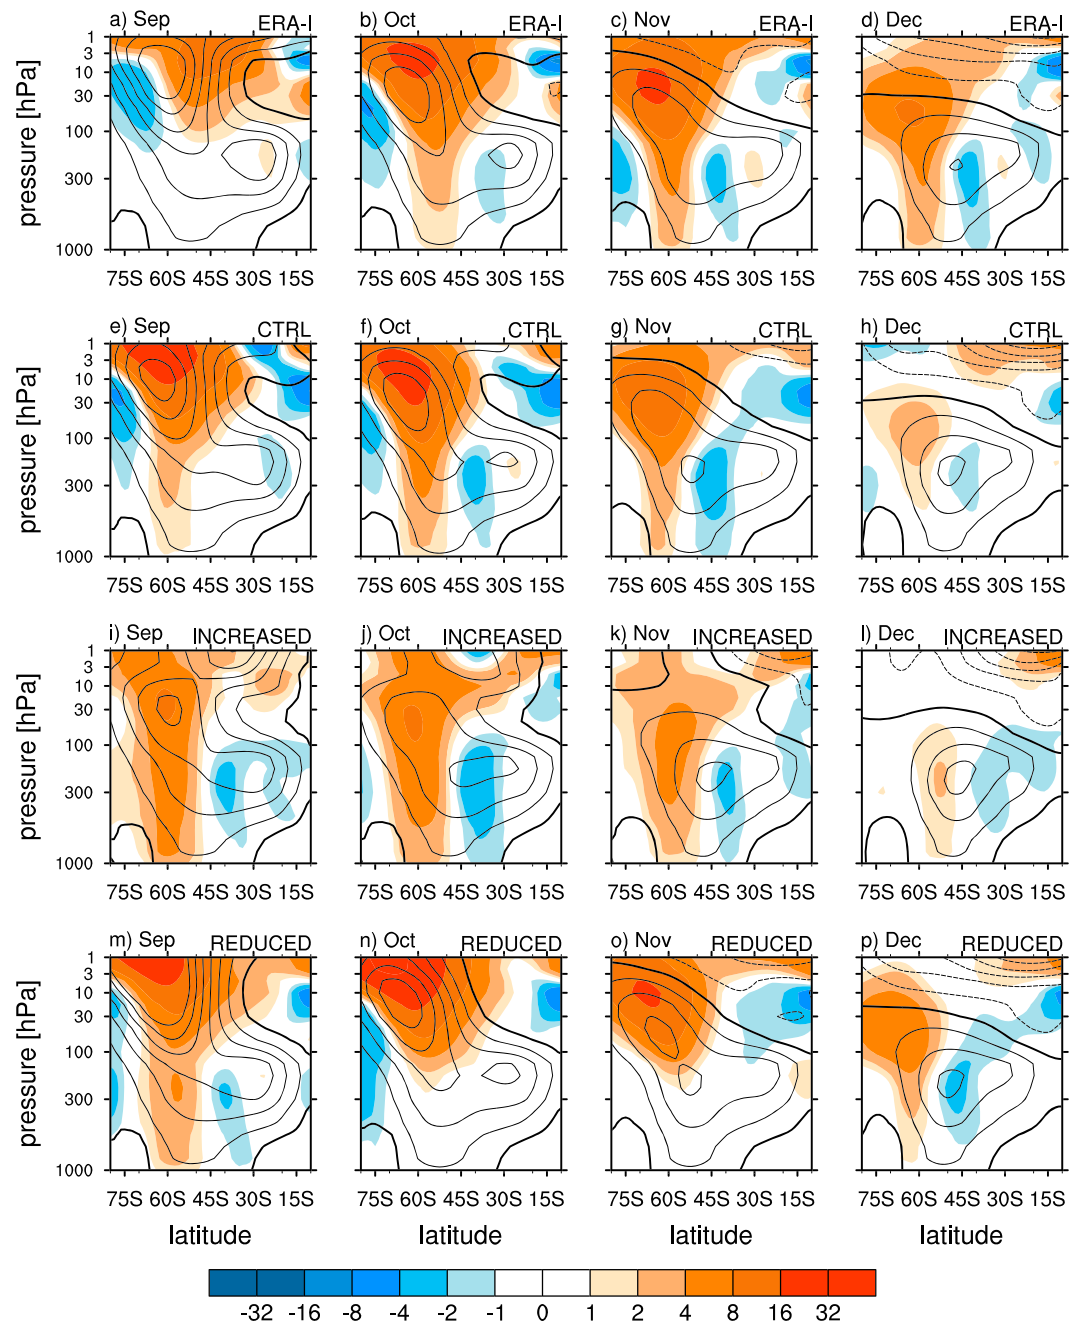 a) Sep ERA-I b) Oct ERA-I c) Nov ERA-I d) Dec ERA-I
pressure [hPa]
1
3
10
30
100
300
1000
75S 60S 45S 30S 15S 75S 60S 45S 30S 15S 75S 60S 45S 30S 15S 75S 60S 45S 30S 15S
e) Sep CTRL f) Oct CTRL g) Nov CTRL h) Dec CTRL
pressure [hPa]
1
3
10
30
100
300
1000
75S 60S 45S 30S 15S 75S 60S 45S 30S 15S 75S 60S 45S 30S 15S 75S 60S 45S 30S 15S
i) Sep INCREASED j) Oct INCREASED k) Nov INCREASED l) Dec INCREASED
pressure [hPa]
1
3
10
30
100
300
1000
75S 60S 45S 30S 15S 75S 60S 45S 30S 15S 75S 60S 45S 30S 15S 75S 60S 45S 30S 15S
m) Sep REDUCED n) Oct REDUCED o) Nov REDUCED p) Dec REDUCED
pressure [hPa]
1
3
10
30
100
300
1000
75S 60S 45S 30S 15S 75S 60S 45S 30S 15S 75S 60S 45S 30S 15S 75S 60S 45S 30S 15S
latitude latitude latitude latitude
-32 -16 -8 -4 -2 -1 0 1 2 4 8 16 32